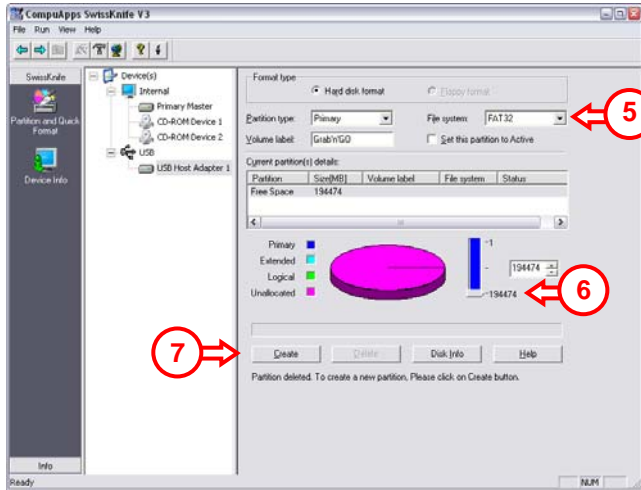 CompuApps SwissKnife V3
File Run View Help
SwissKnife
Partition and Quick
Format
Device Info
Info
Device(s)
Internal
Primary Master
CD-ROM Device 1
CD-ROM Device 2
USB
USB Host Adapter 1
Format type
Hard disk format
Floppy format
Partition type: Primary File system: FAT32
5
Volume label: Grab'n'GO Set this partition to Active
Current partition(s) details:
Partition Size[MB] Volume label File system Status
Free Space 194474
Primary
Extended
Logical
Unallocated
-1
194474
-194474
6
7
Create Delete Disk Info Help
Partition deleted. To create a new partition, Please click on Create button.
Ready
NUM